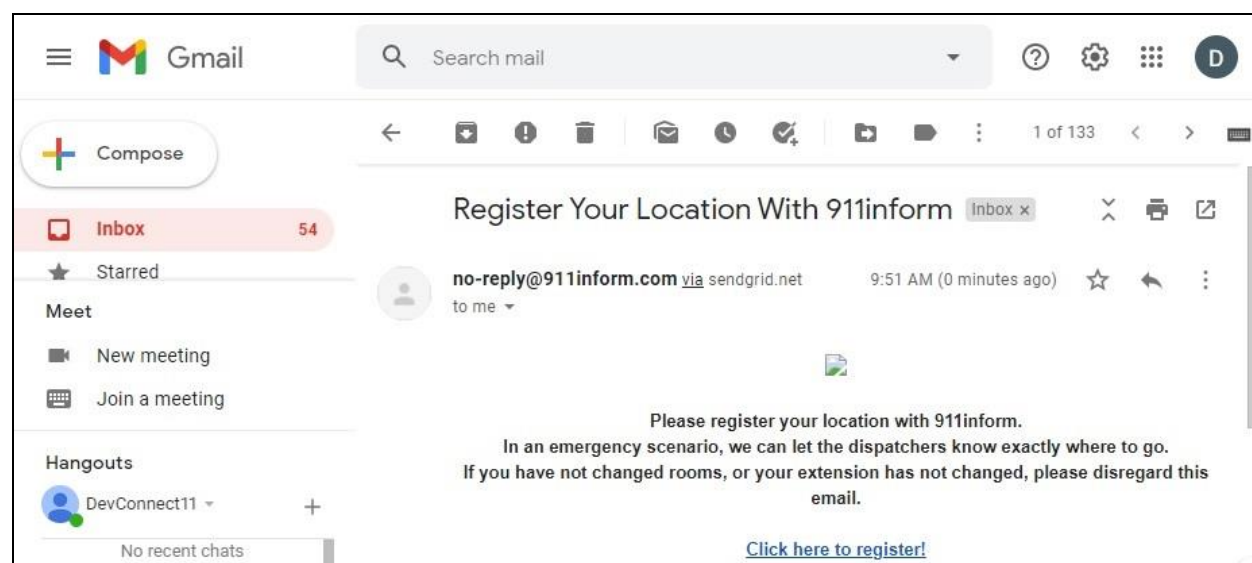 Gmail
Search mail
D
Compose
1 of 133
Inbox 54
Starred
Meet
New meeting
Join a meeting
Hangouts
DevConnect11
No recent chats
Register Your Location With 911inform Inbox x
no-reply@911inform.com via sendgrid.net 9:51 AM (0 minutes ago)
to me
Please register your location with 911inform.
In an emergency scenario, we can let the dispatchers know exactly where to go.
If you have not changed rooms, or your extension has not changed, please disregard this
email.
Click here to register!